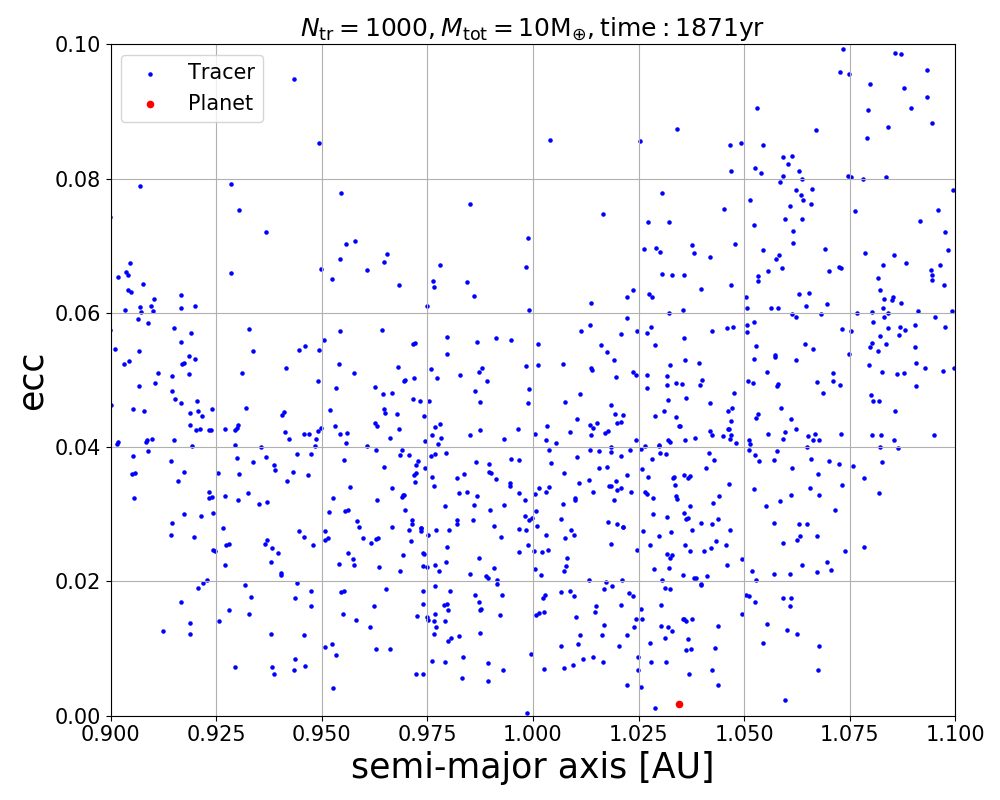 N_tr = 1000, M_tot = 10M_⊕, time : 1871yr
0.10
Tracer
Planet
0.08
0.06
ecc
0.04
0.02
0.00
0.900 0.925 0.950 0.975 1.000 1.025 1.050 1.075 1.100
semi-major axis [AU]